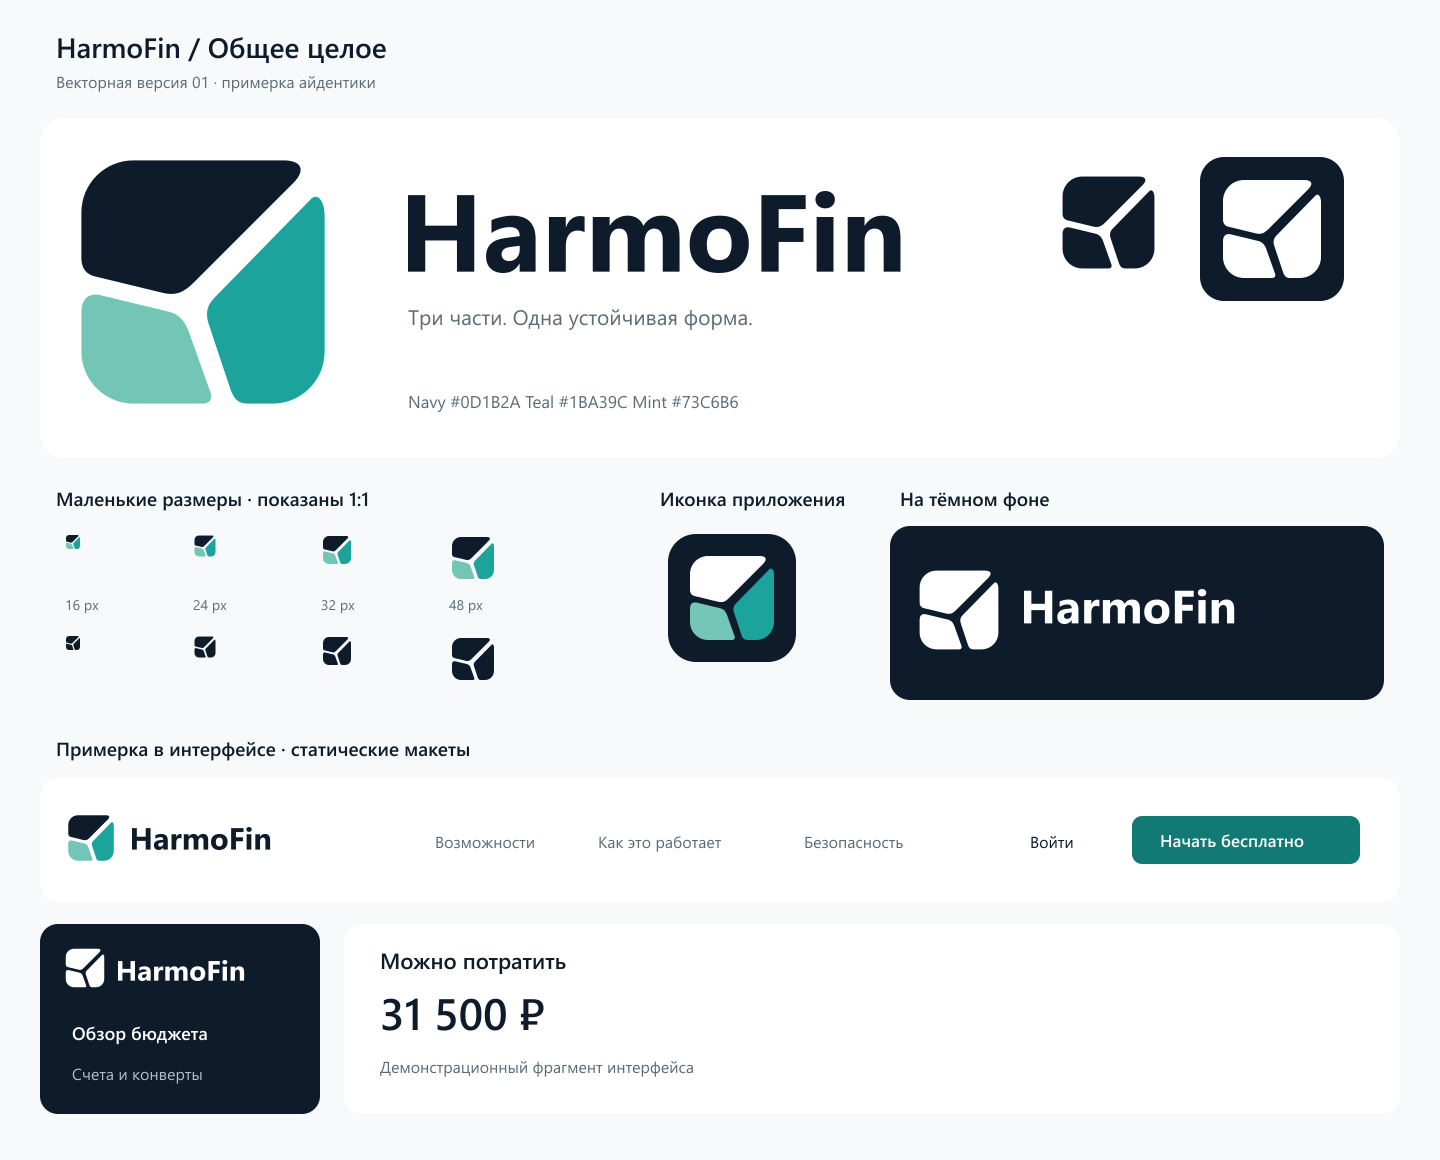 HarmoFin / Общее целое
Векторная версия 01 · примерка айдентики
HarmoFin
Три части. Одна устойчивая форма.
Navy #0D1B2A Teal #1BA39C Mint #73C6B6
Маленькие размеры · показаны 1:1
Иконка приложения
На тёмном фоне
16 px
24 px
32 px
48 px
HarmoFin
Примерка в интерфейсе · статические макеты
HarmoFin
Возможности
Как это работает
Безопасность
Войти
Начать бесплатно
HarmoFin
Обзор бюджета
Счета и конверты
Можно потратить
31 500 ₽
Демонстрационный фрагмент интерфейса